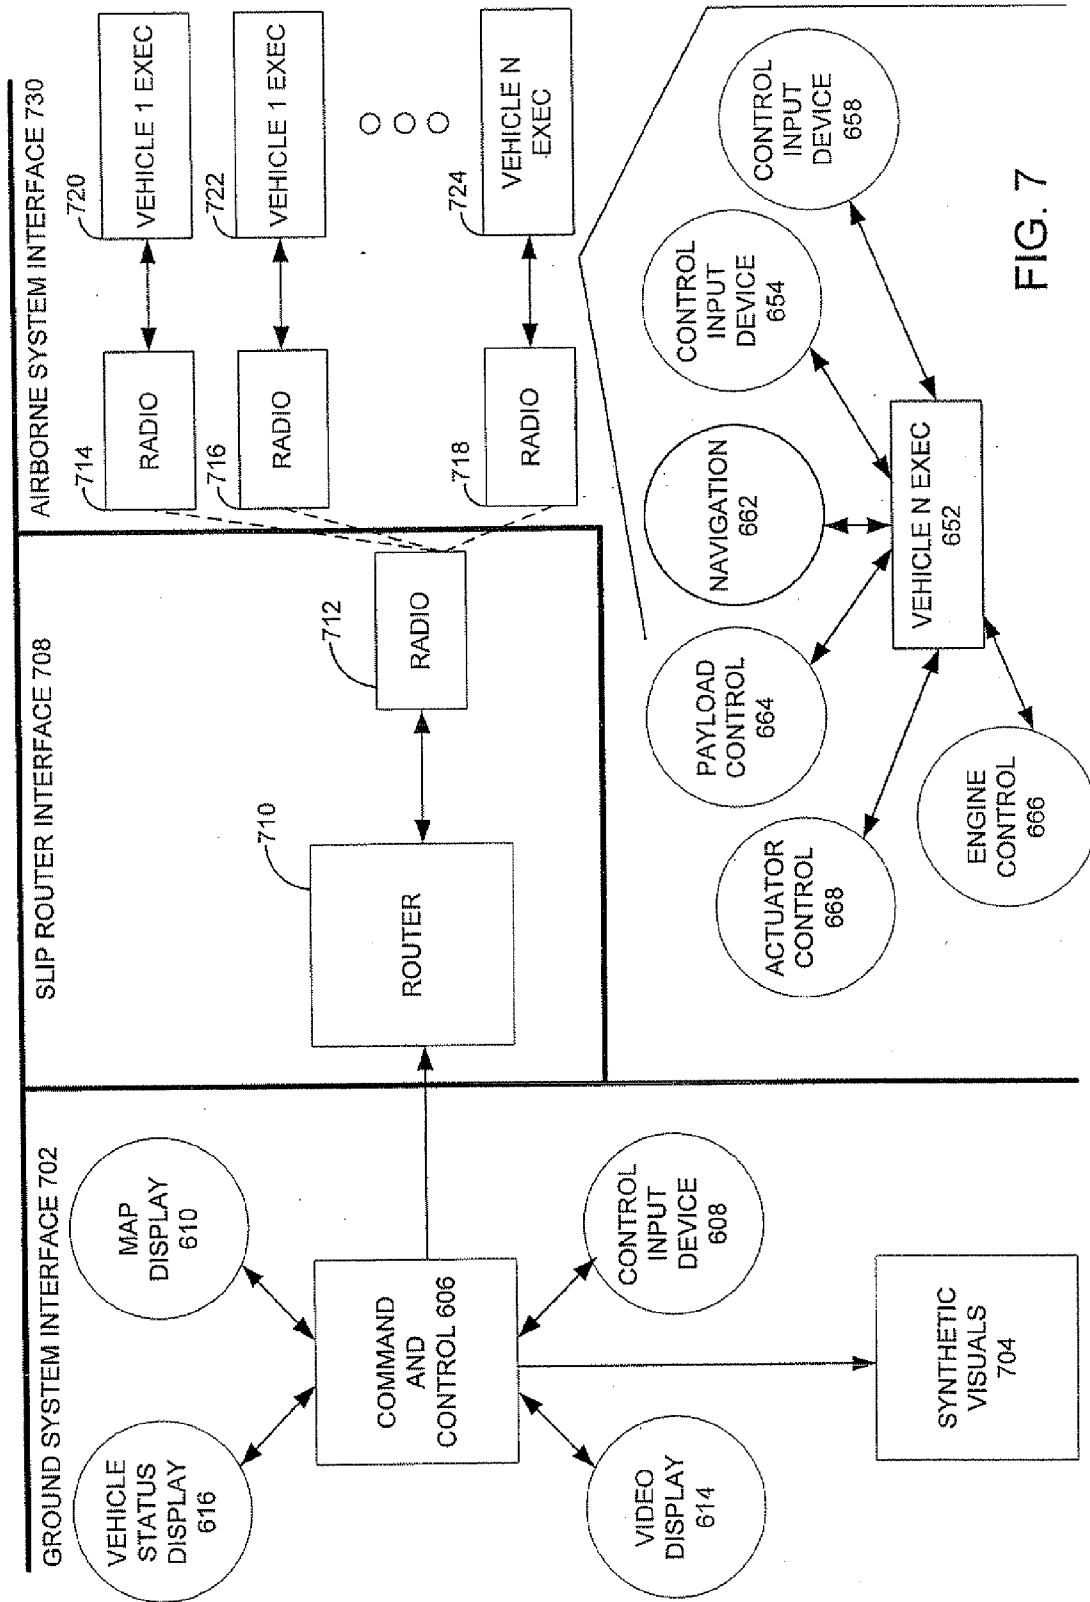 GROUND SYSTEM INTERFACE 702
VEHICLE
STATUS
DISPLAY
616
MAP
DISPLAY
610
COMMAND
AND
CONTROL 606
VIDEO
DISPLAY
614
CONTROL
INPUT
DEVICE
608
SYNTHETIC
VISUALS
704
SLIP ROUTER INTERFACE 708
710
ROUTER
712
RADIO
AIRBORNE SYSTEM INTERFACE 730
714
RADIO
720
VEHICLE 1 EXEC
716
RADIO
722
VEHICLE 1 EXEC
718
RADIO
724
VEHICLE N
EXEC
ACTUATOR
CONTROL
668
PAYLOAD
CONTROL
664
NAVIGATION
662
CONTROL
INPUT
DEVICE
654
CONTROL
INPUT
DEVICE
658
VEHICLE N EXEC
652
ENGINE
CONTROL
666
FIG. 7